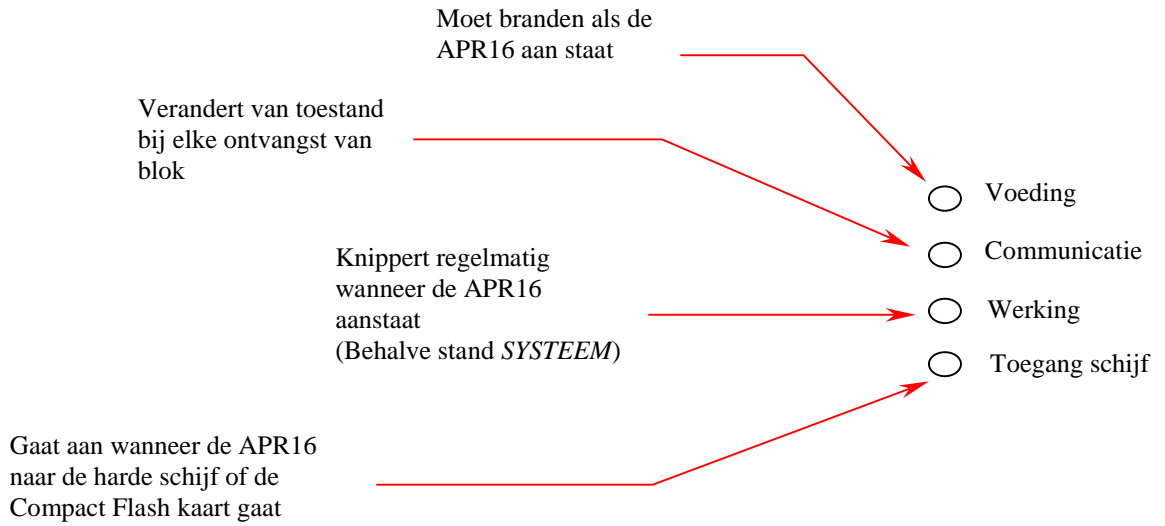 Moet branden als de
APR16 aan staat
Verandert van toestand
bij elke ontvangst van
blok
Voeding
Communicatie
Knippert regelmatig
wanneer de APR16
aanstaat
(Behalve stand SYSTEEM)
Werking
Toegang schijf
Gaat aan wanneer de APR16
naar de harde schijf of de
Compact Flash kaart gaat